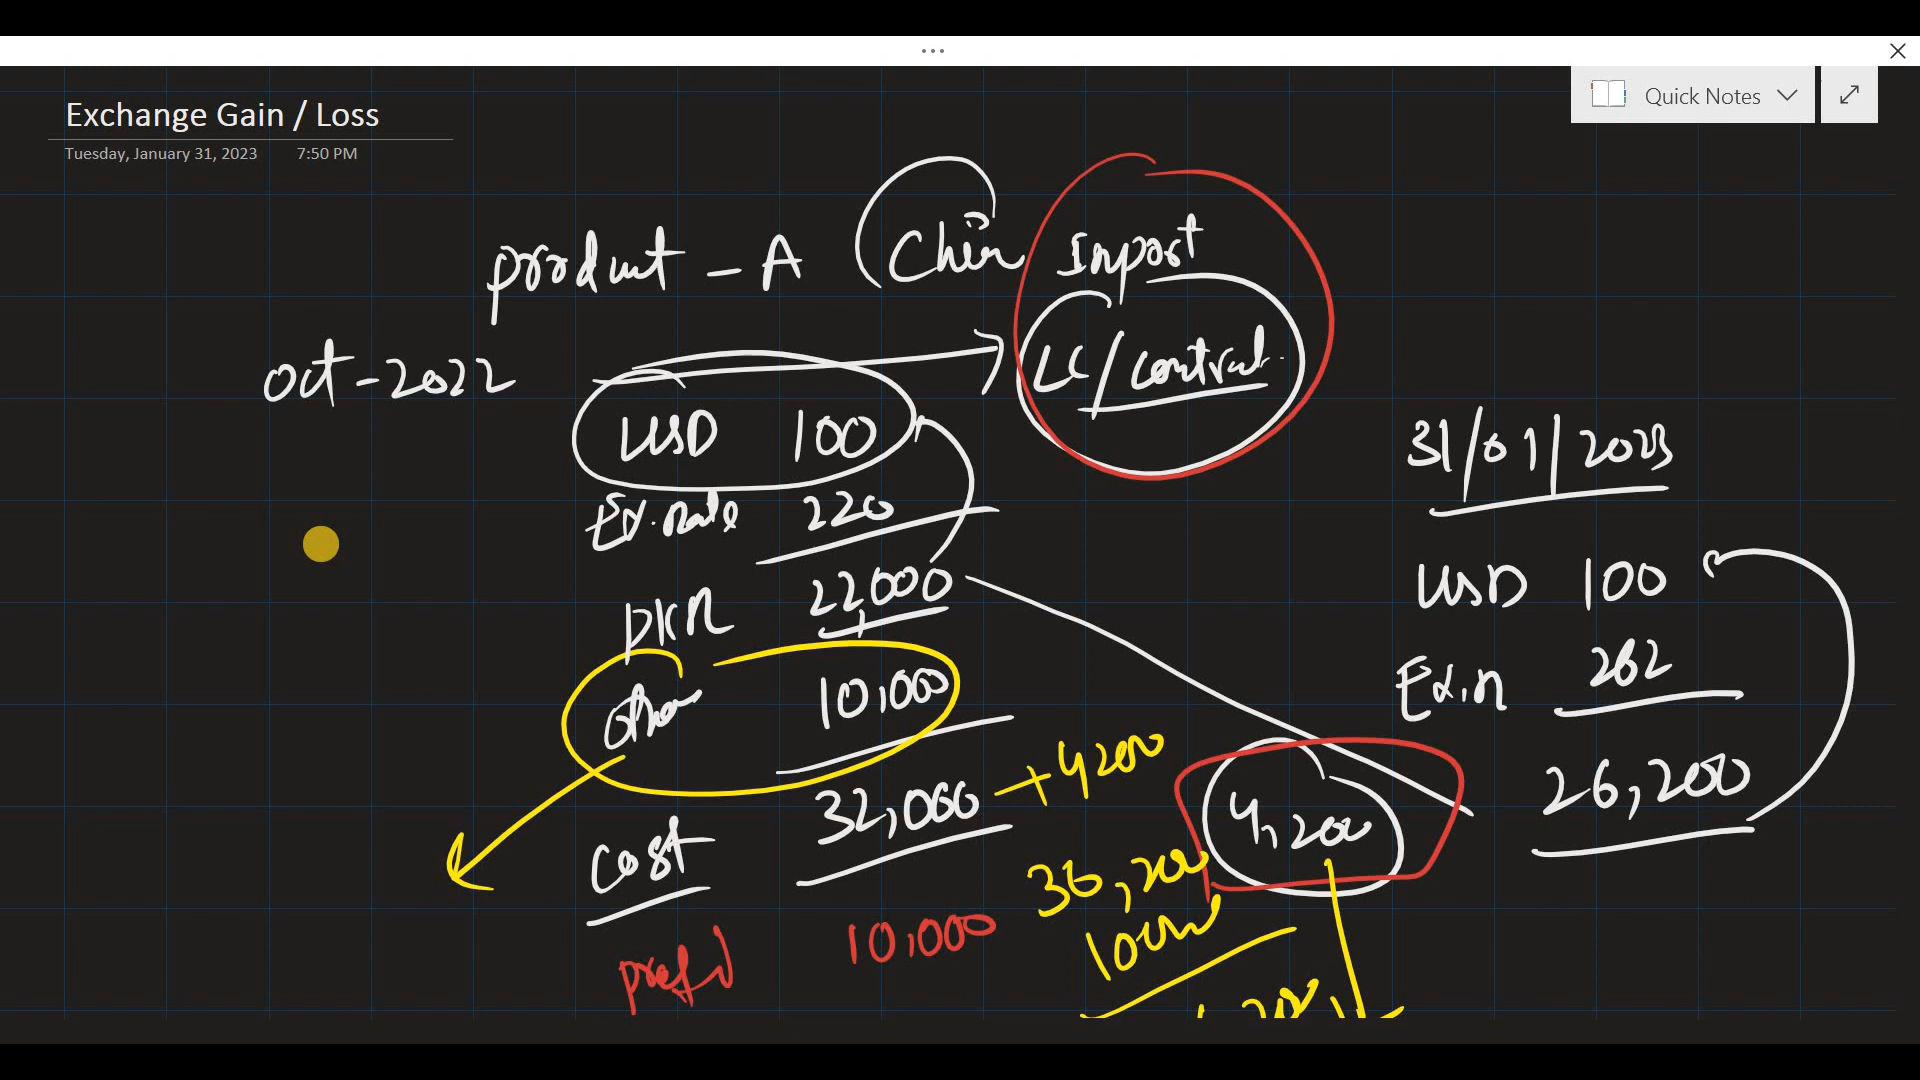 Exchange Gain / Loss
Tuesday, January 31, 2023 7:50 PM
Quick Notes
product - A Chin Import
LC/Contract
Oct-2022
USD 100
Ex.Rate 220
PKR 22,000
Other 10,000
32,000 + 4200
Cost
Profit 10,000
36,200
10,000
4,200
31/01/2023
USD 100
Ex.R 262
26,200